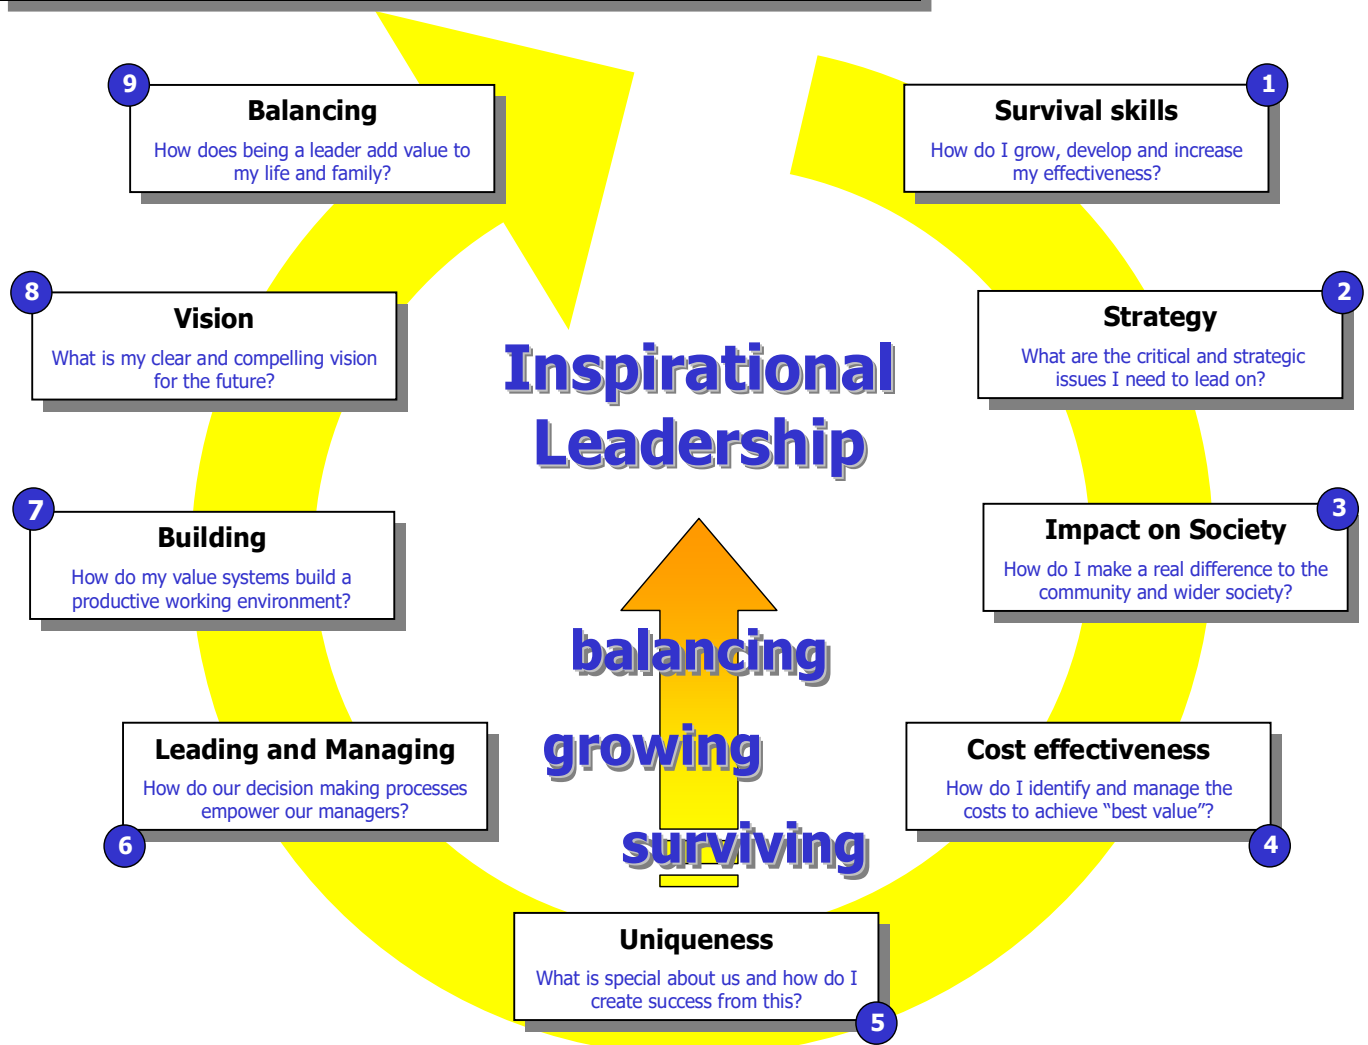 9
Balancing
How does being a leader add value to
my life and family?
1
Survival skills
How do I grow, develop and increase
my effectiveness?
8
Vision
What is my clear and compelling vision
for the future?
2
Strategy
What are the critical and strategic
issues I need to lead on?
Inspirational
Leadership
7
Building
How do my value systems build a
productive working environment?
3
Impact on Society
How do I make a real difference to the
community and wider society?
balancing
growing
surviving
Leading and Managing
How do our decision making processes
empower our managers?
6
Cost effectiveness
How do I identify and manage the
costs to achieve “best value”?
4
Uniqueness
What is special about us and how do I
create success from this?
5